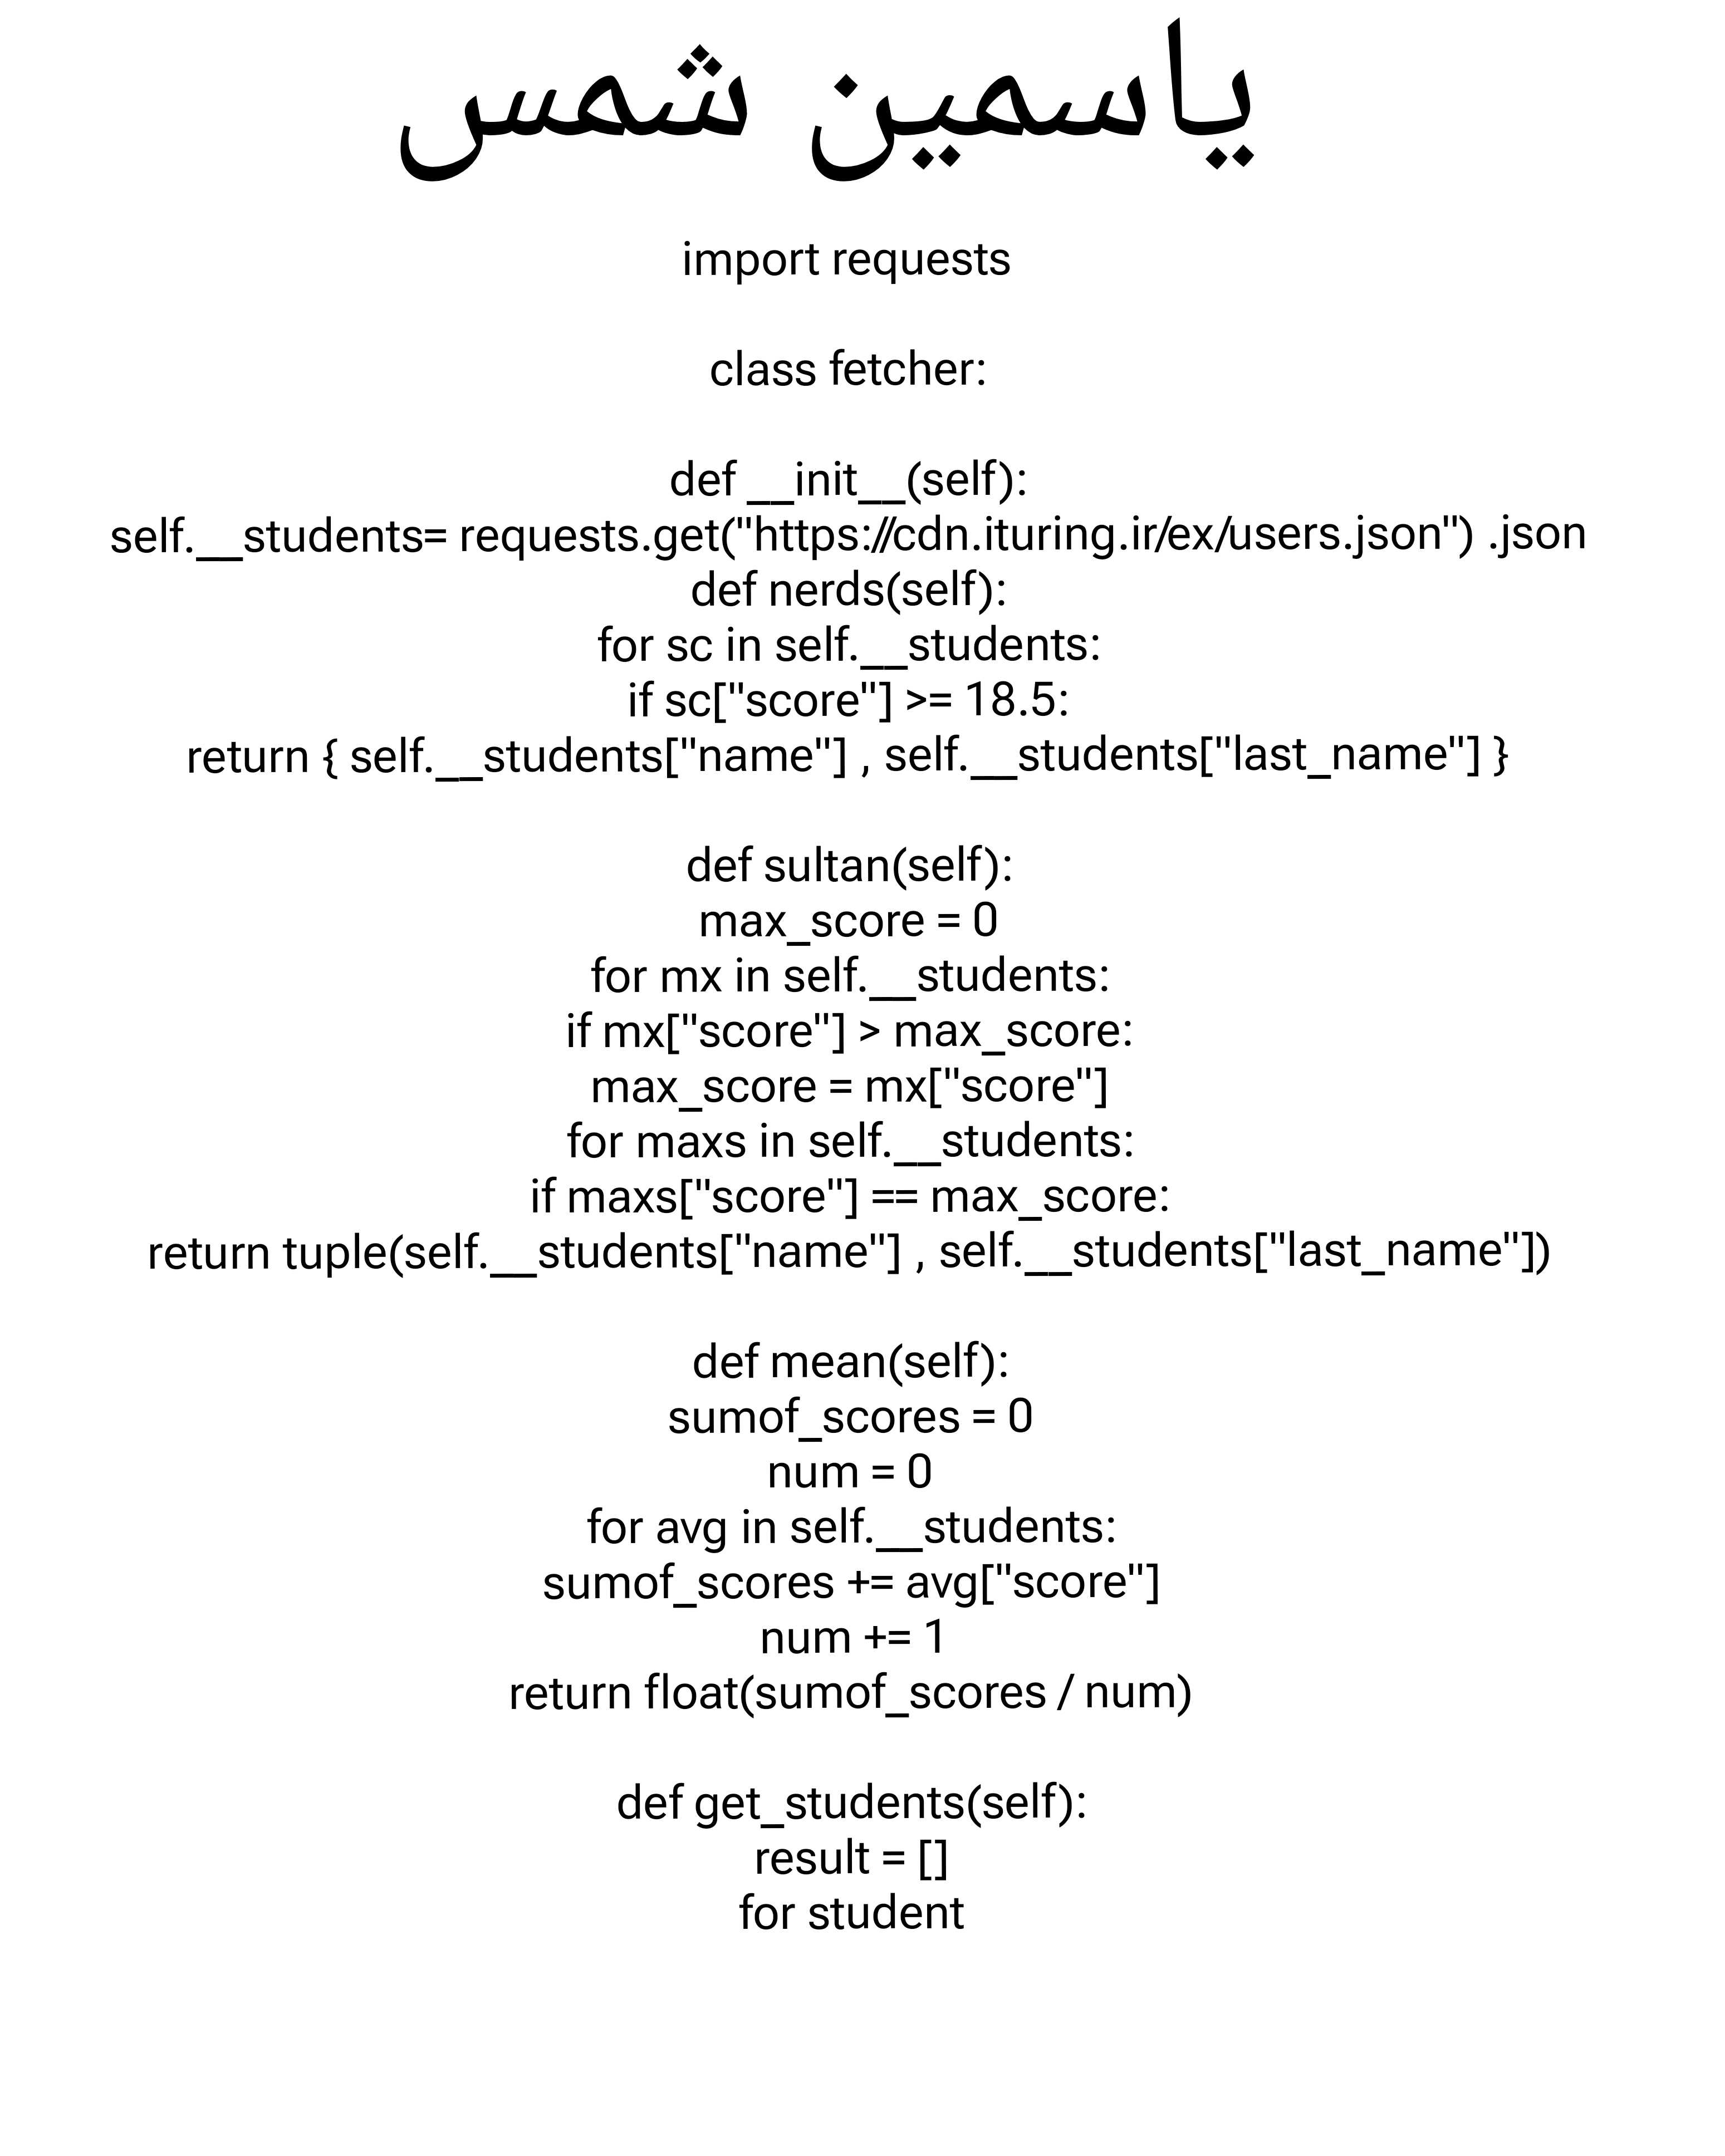 یاسمین شمس
import requests
class fetcher:
def __init__(self):
self.__students= requests.get("https://cdn.ituring.ir/ex/users.json") .json
def nerds(self):
for sc in self.__students:
if sc["score"] >= 18.5:
return { self.__students["name"] , self.__students["last_name"] }
def sultan(self):
max_score = 0
for mx in self.__students:
if mx["score"] > max_score:
max_score = mx["score"]
for maxs in self.__students:
if maxs["score"] == max_score:
return tuple(self.__students["name"] , self.__students["last_name"])
def mean(self):
sumof_scores = 0
num = 0
for avg in self.__students:
sumof_scores += avg["score"]
num += 1
return float(sumof_scores / num)
def get_students(self):
result = []
for student